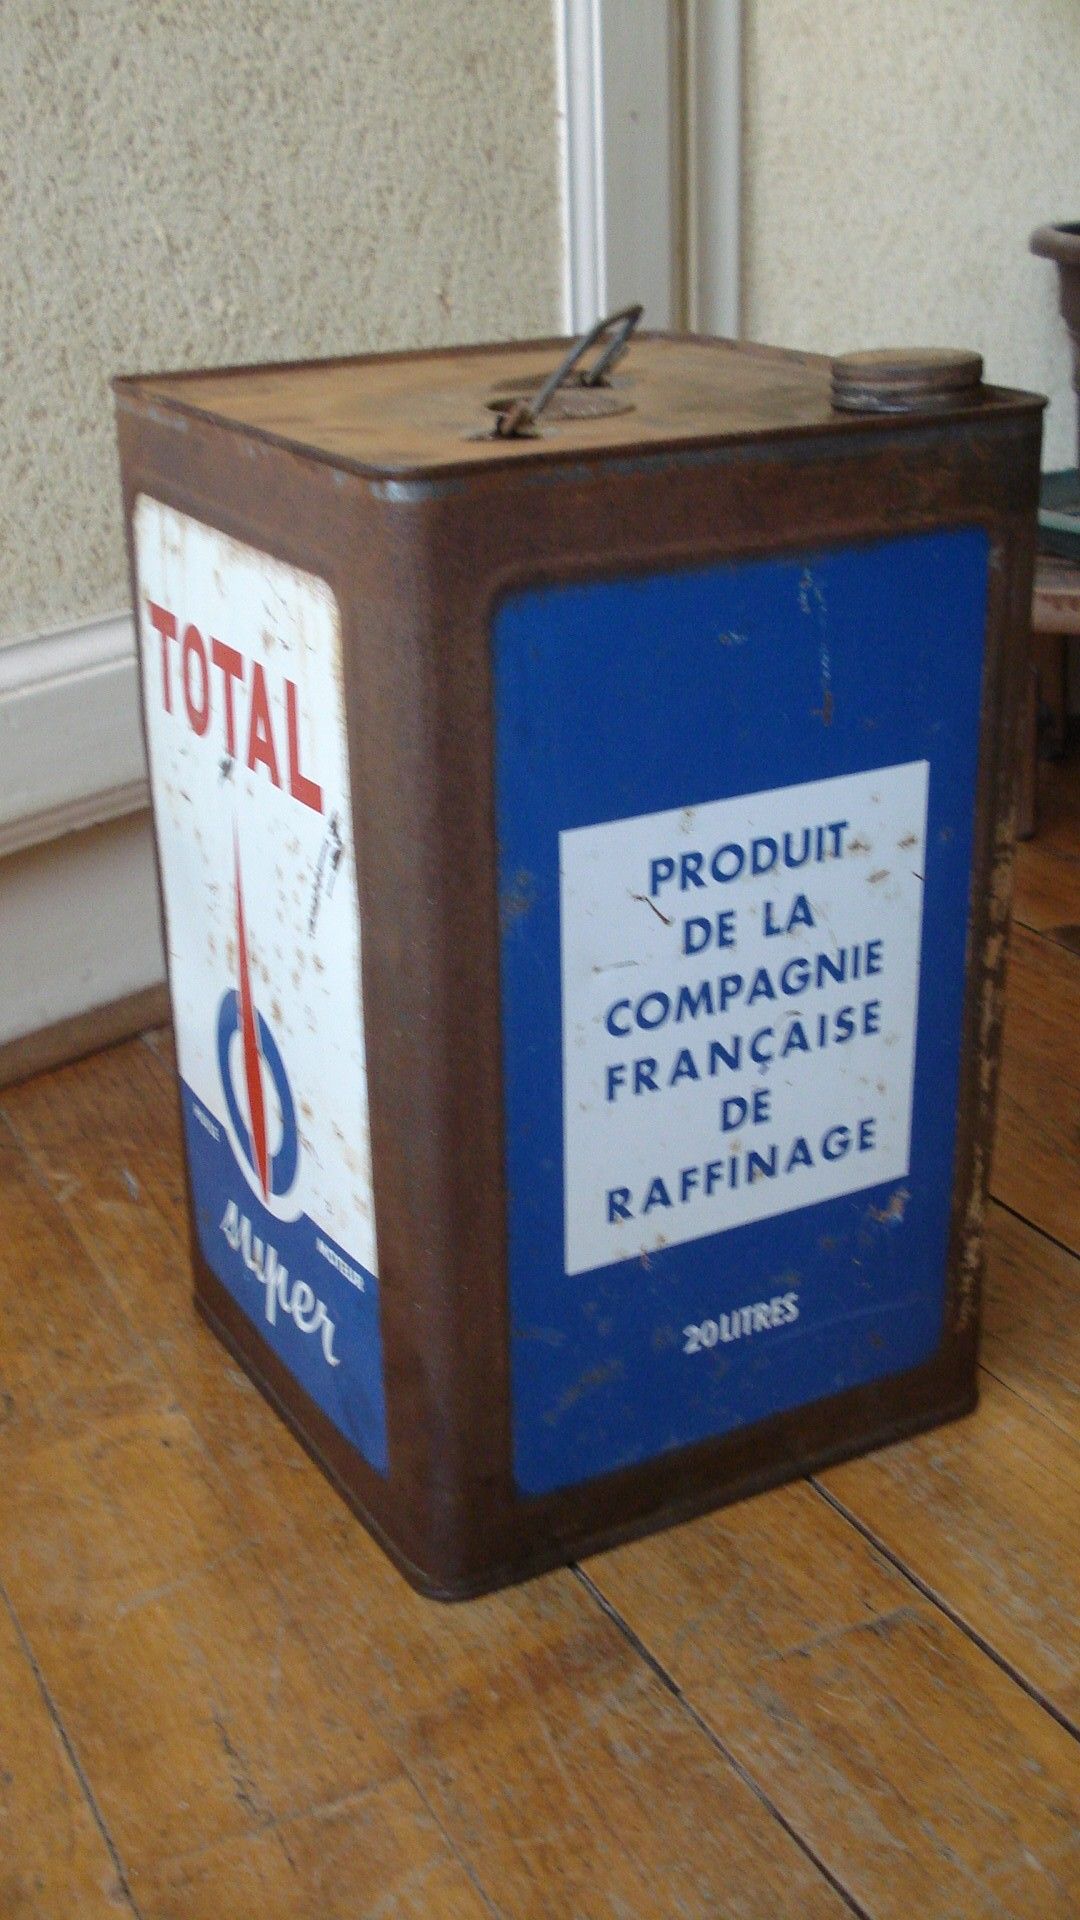 TOTAL
super
PRODUIT
DE LA
COMPAGNIE
FRANÇAISE
DE
RAFFINAGE
20 LITRES